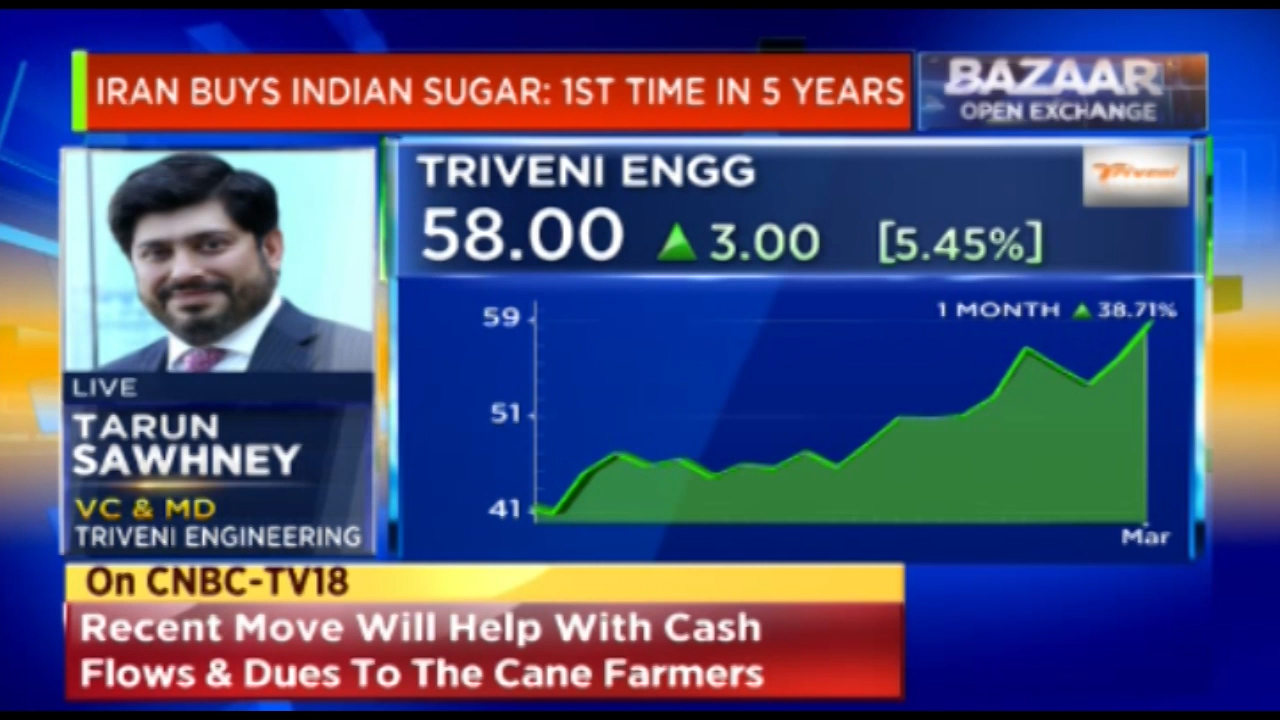 IRAN BUYS INDIAN SUGAR: 1ST TIME IN 5 YEARS
BAZAAR
OPEN EXCHANGE
TRIVENI ENGG
Triveni
58.00 ▲ 3.00 [5.45%]
1 MONTH ▲ 38.71%
59
51
41
Mar
LIVE
TARUN
SAWHNEY
VC & MD
TRIVENI ENGINEERING
On CNBC-TV18
Recent Move Will Help With Cash
Flows & Dues To The Cane Farmers